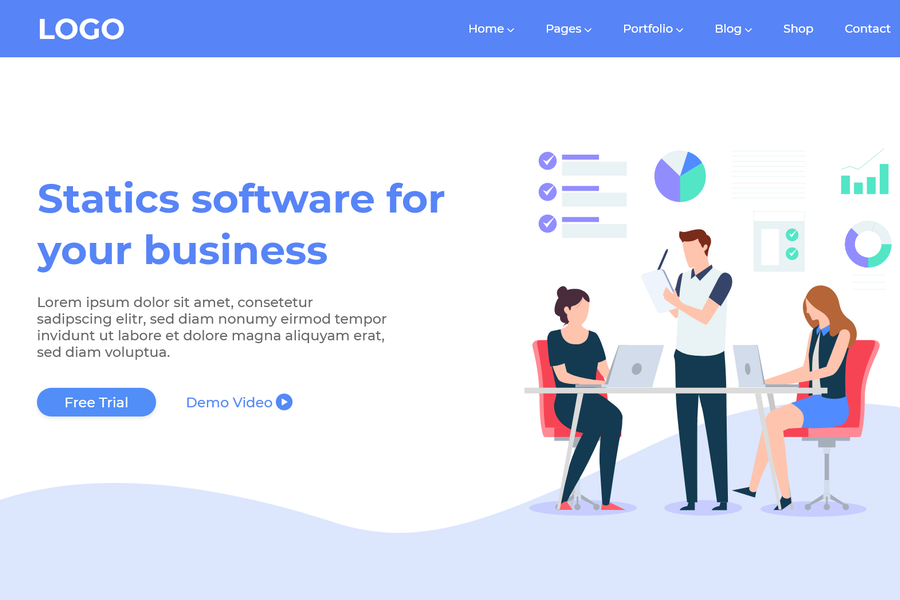 LOGO
Home
Pages
Portfolio
Blog
Shop
Contact
Statics software for
your business
Lorem ipsum dolor sit amet, consetetur
sadipscing elitr, sed diam nonumy eirmod tempor
invidunt ut labore et dolore magna aliquyam erat,
sed diam voluptua.
Free Trial
Demo Video